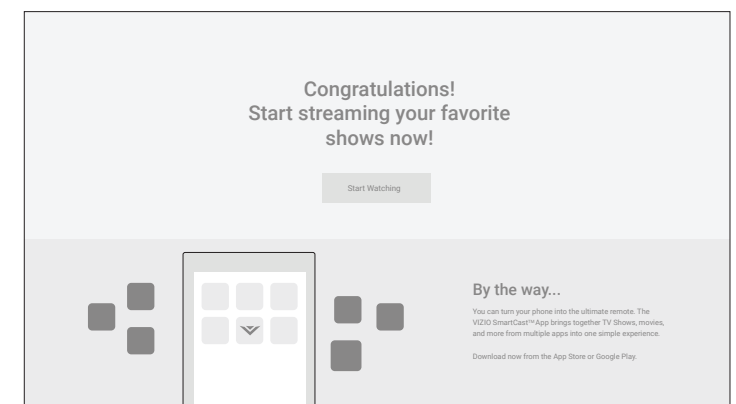 Congratulations!
Start streaming your favorite
shows now!
Start Watching
By the way...
You can turn your phone into the ultimate remote. The
VIZIO SmartCast™ App brings together TV Shows, movies,
and more from multiple apps into one simple experience.
Download now from the App Store or Google Play.